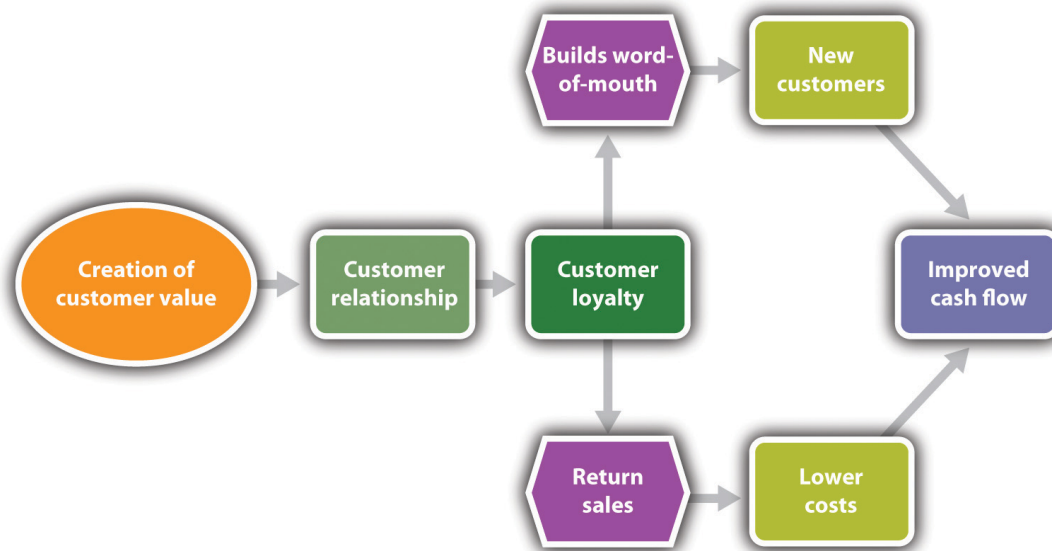 Builds word-
of-mouth
New
customers
Creation of
customer value
Customer
relationship
Customer
loyalty
Improved
cash flow
Return
sales
Lower
costs